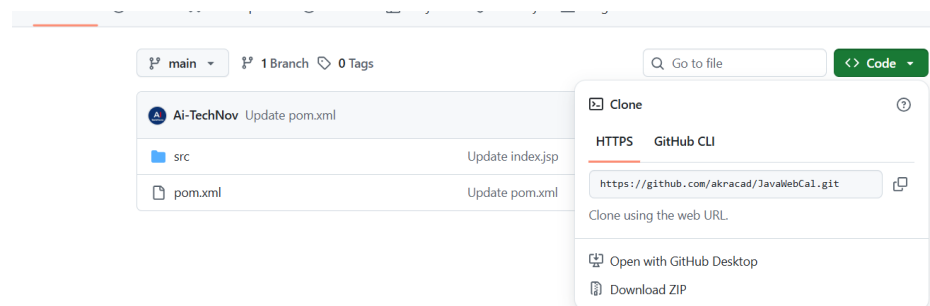 main
1 Branch
0 Tags
Go to file
Code
Ai-TechNov Update pom.xml
src Update index.jsp
pom.xml Update pom.xml
Clone
HTTPS GitHub CLI
https://github.com/akracad/JavaWebCal.git
Clone using the web URL.
Open with GitHub Desktop
Download ZIP